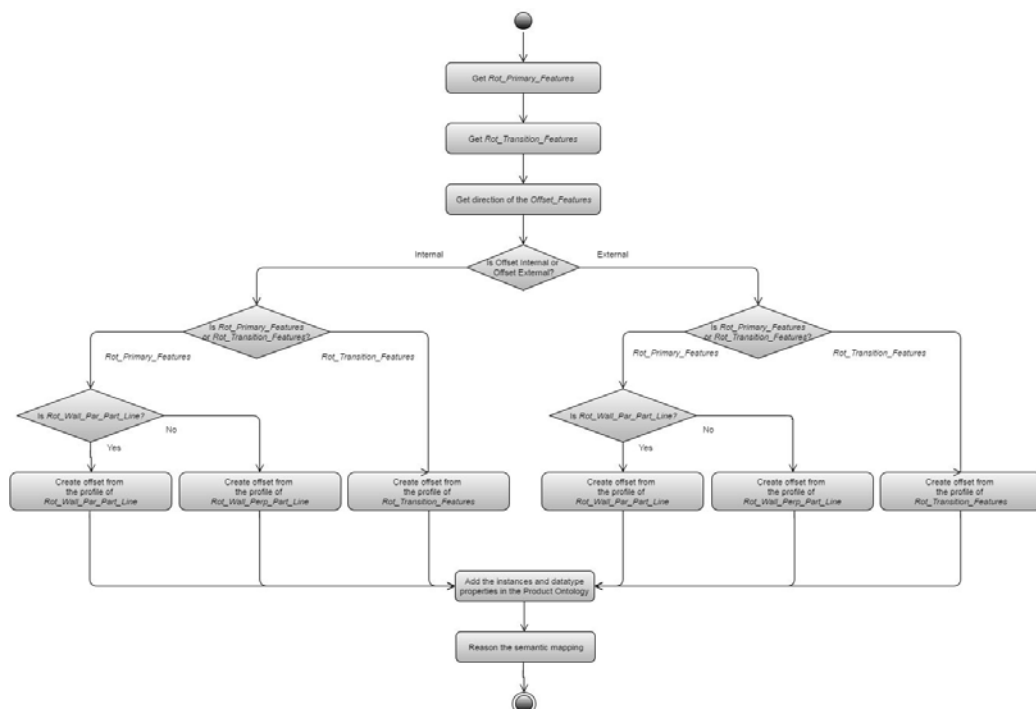 Get Rot_Primary_Features
Get Rot_Transition_Features
Get direction of the Offset_Features
Internal
Is Offset Internal or
Offset External?
External
Is Rot_Primary_Features
or Rot_Transition_Features?
Rot_Primary_Features
Rot_Transition_Features
Is Rot_Primary_Features
or Rot_Transition_Features?
Rot_Primary_Features
Rot_Transition_Features
Is Rot_Wall_Par_Part_Line?
No
Yes
Is Rot_Wall_Par_Part_Line?
No
Yes
Create offset from
the profile of
Rot_Wall_Par_Part_Line
Create offset from
the profile of
Rot_Wall_Perp_Part_Line
Create offset from
the profile of
Rot_Transition_Features
Create offset from
the profile of
Rot_Wall_Par_Part_Line
Create offset from
the profile of
Rot_Wall_Perp_Part_Line
Create offset from
the profile of
Rot_Transition_Features
Add the instances and datatype
properties in the Product Ontology
Reason the semantic mapping